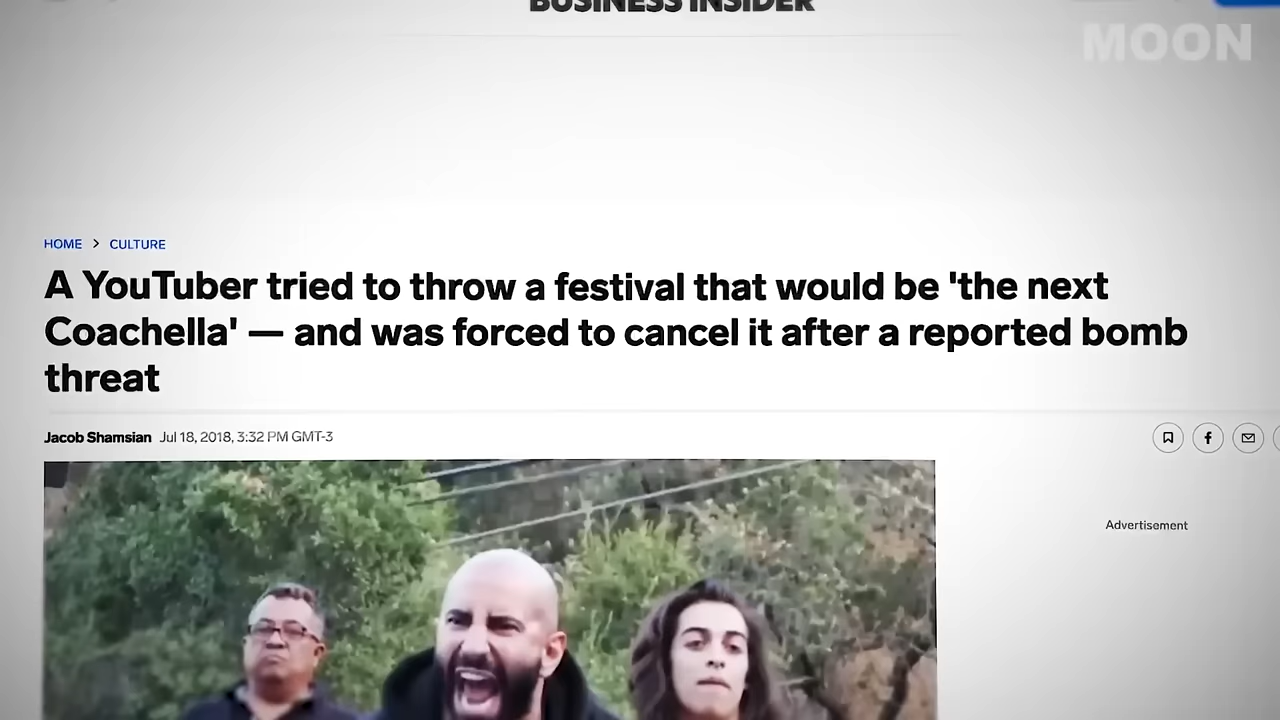 BUSINESS INSIDER
MOON
HOME > CULTURE
A YouTuber tried to throw a festival that would be 'the next
Coachella' — and was forced to cancel it after a reported bomb
threat
Jacob Shamsian Jul 18, 2018, 3:32 PM GMT-3
f
Advertisement